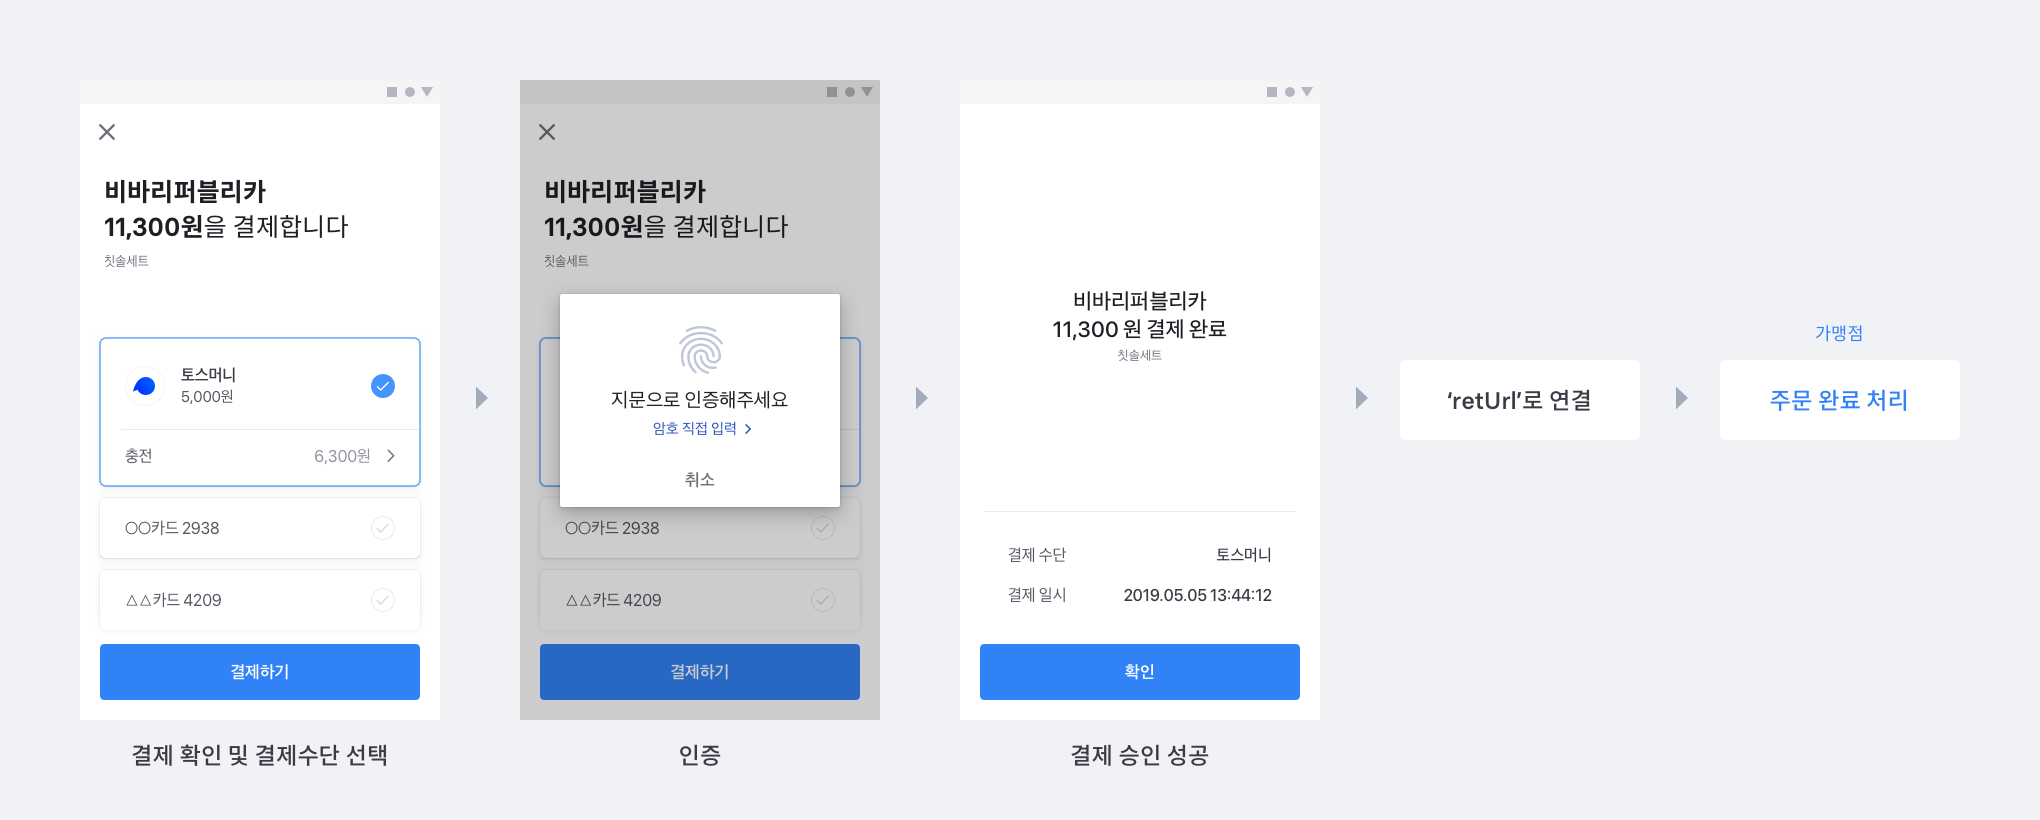 비바리퍼블리카
11,300원을 결제합니다
칫솔세트
토스머니
5,000원
충전 6,300원
○○카드 2938
△△카드 4209
결제하기
결제 확인 및 결제수단 선택
비바리퍼블리카
11,300원을 결제합니다
칫솔세트
지문으로 인증해주세요
암호 직접 입력
취소
○○카드 2938
△△카드 4209
결제하기
인증
비바리퍼블리카
11,300 원 결제 완료
칫솔세트
결제 수단 토스머니
결제 일시 2019.05.05 13:44:12
확인
결제 승인 성공
‘retUrl’로 연결
가맹점
주문 완료 처리